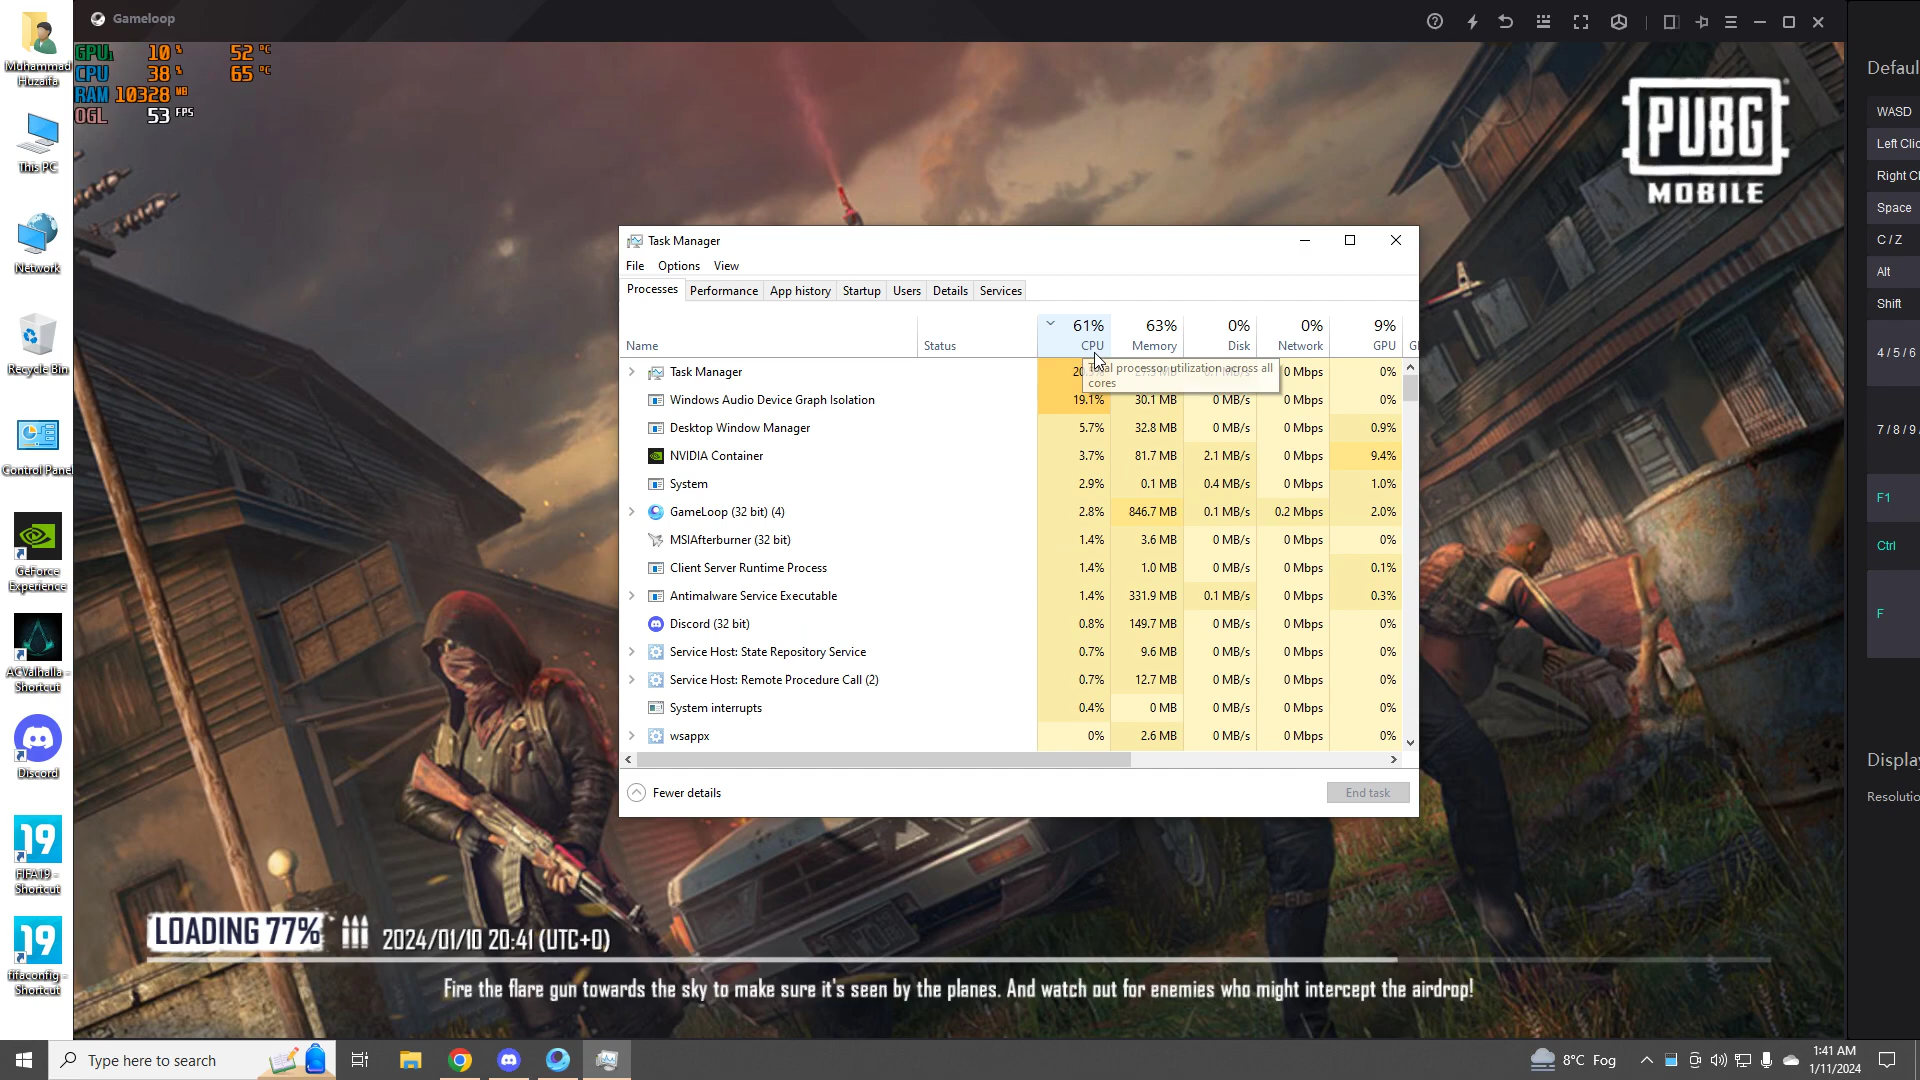 Gameloop
GPU1 10 % 52 °C
CPU 38 % 65 °C
RAM 10328 MB
OGL 53 FPS
Muhammad
Huzaifa
This PC
Network
Recycle Bin
Control Panel
GeForce
Experience
ACValhalla -
Shortcut
Discord
19
FIFA19 -
Shortcut
19
fifaconfig -
Shortcut
PUBG
MOBILE
Task Manager
File Options View
Processes Performance App history Startup Users Details Services
61% 63% 0% 0% 9%
Name Status CPU Memory Disk Network GPU G
Task Manager 20. 0 Mbps 0%
processor utilization across all
cores
Windows Audio Device Graph Isolation 19.1% 30.1 MB 0 MB/s 0 Mbps 0%
Desktop Window Manager 5.7% 32.8 MB 0 MB/s 0 Mbps 0.9%
NVIDIA Container 3.7% 81.7 MB 2.1 MB/s 0 Mbps 9.4%
System 2.9% 0.1 MB 0.4 MB/s 0 Mbps 1.0%
GameLoop (32 bit) (4) 2.8% 846.7 MB 0.1 MB/s 0.2 Mbps 2.0%
MSIAfterburner (32 bit) 1.4% 3.6 MB 0 MB/s 0 Mbps 0%
Client Server Runtime Process 1.4% 1.0 MB 0 MB/s 0 Mbps 0.1%
Antimalware Service Executable 1.4% 331.9 MB 0.1 MB/s 0 Mbps 0.3%
Discord (32 bit) 0.8% 149.7 MB 0 MB/s 0 Mbps 0%
Service Host: State Repository Service 0.7% 9.6 MB 0 MB/s 0 Mbps 0%
Service Host: Remote Procedure Call (2) 0.7% 12.7 MB 0 MB/s 0 Mbps 0%
System interrupts 0.4% 0 MB 0 MB/s 0 Mbps 0%
wsappx 0% 2.6 MB 0 MB/s 0 Mbps 0%
Fewer details End task
Defaul
WASD
Left Clic
Right Cl
Space
C / Z
Alt
Shift
4 / 5 / 6
7 / 8 / 9 /
F1
Ctrl
F
Display
Resolutio
LOADING 77% 2024/01/10 20:41 (UTC+0)
Fire the flare gun towards the sky to make sure it's seen by the planes. And watch out for enemies who might intercept the airdrop!
Type here to search
8°C Fog
1:41 AM
1/11/2024